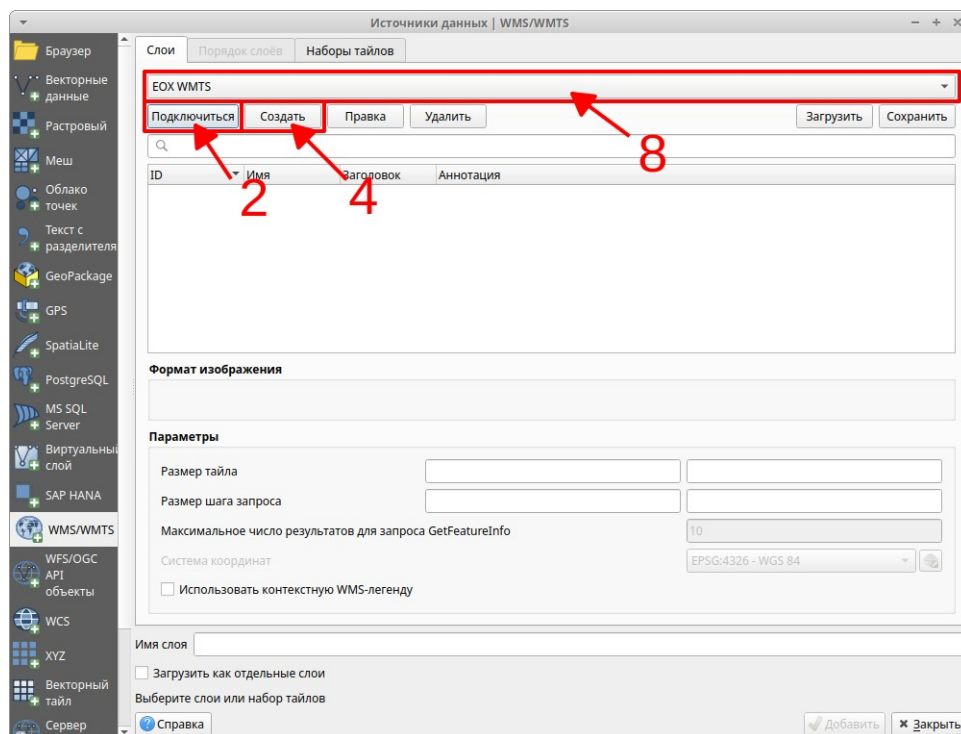 Источники данных | WMS/WMTS
Браузер
Векторные
данные
Растровый
Меш
Облако
точек
Текст с
разделителя
GeoPackage
GPS
SpatiaLite
PostgreSQL
MS SQL
Server
Виртуальный
слой
SAP HANA
WMS/WMTS
WFS/OGC
API
объекты
WCS
XYZ
Векторный
тайл
Сервер
Слои Порядок слоёв Наборы тайлов
EOX WMTS
Подключиться Создать Правка Удалить Загрузить Сохранить
8
ID Имя Заголовок Аннотация
2 4
Формат изображения
Параметры
Размер тайла
Размер шага запроса
Максимальное число результатов для запроса GetFeatureInfo 10
Система координат EPSG:4326 - WGS 84
Использовать контекстную WMS-легенду
Имя слоя
Загрузить как отдельные слои
Выберите слои или набор тайлов
Справка Добавить Закрыть